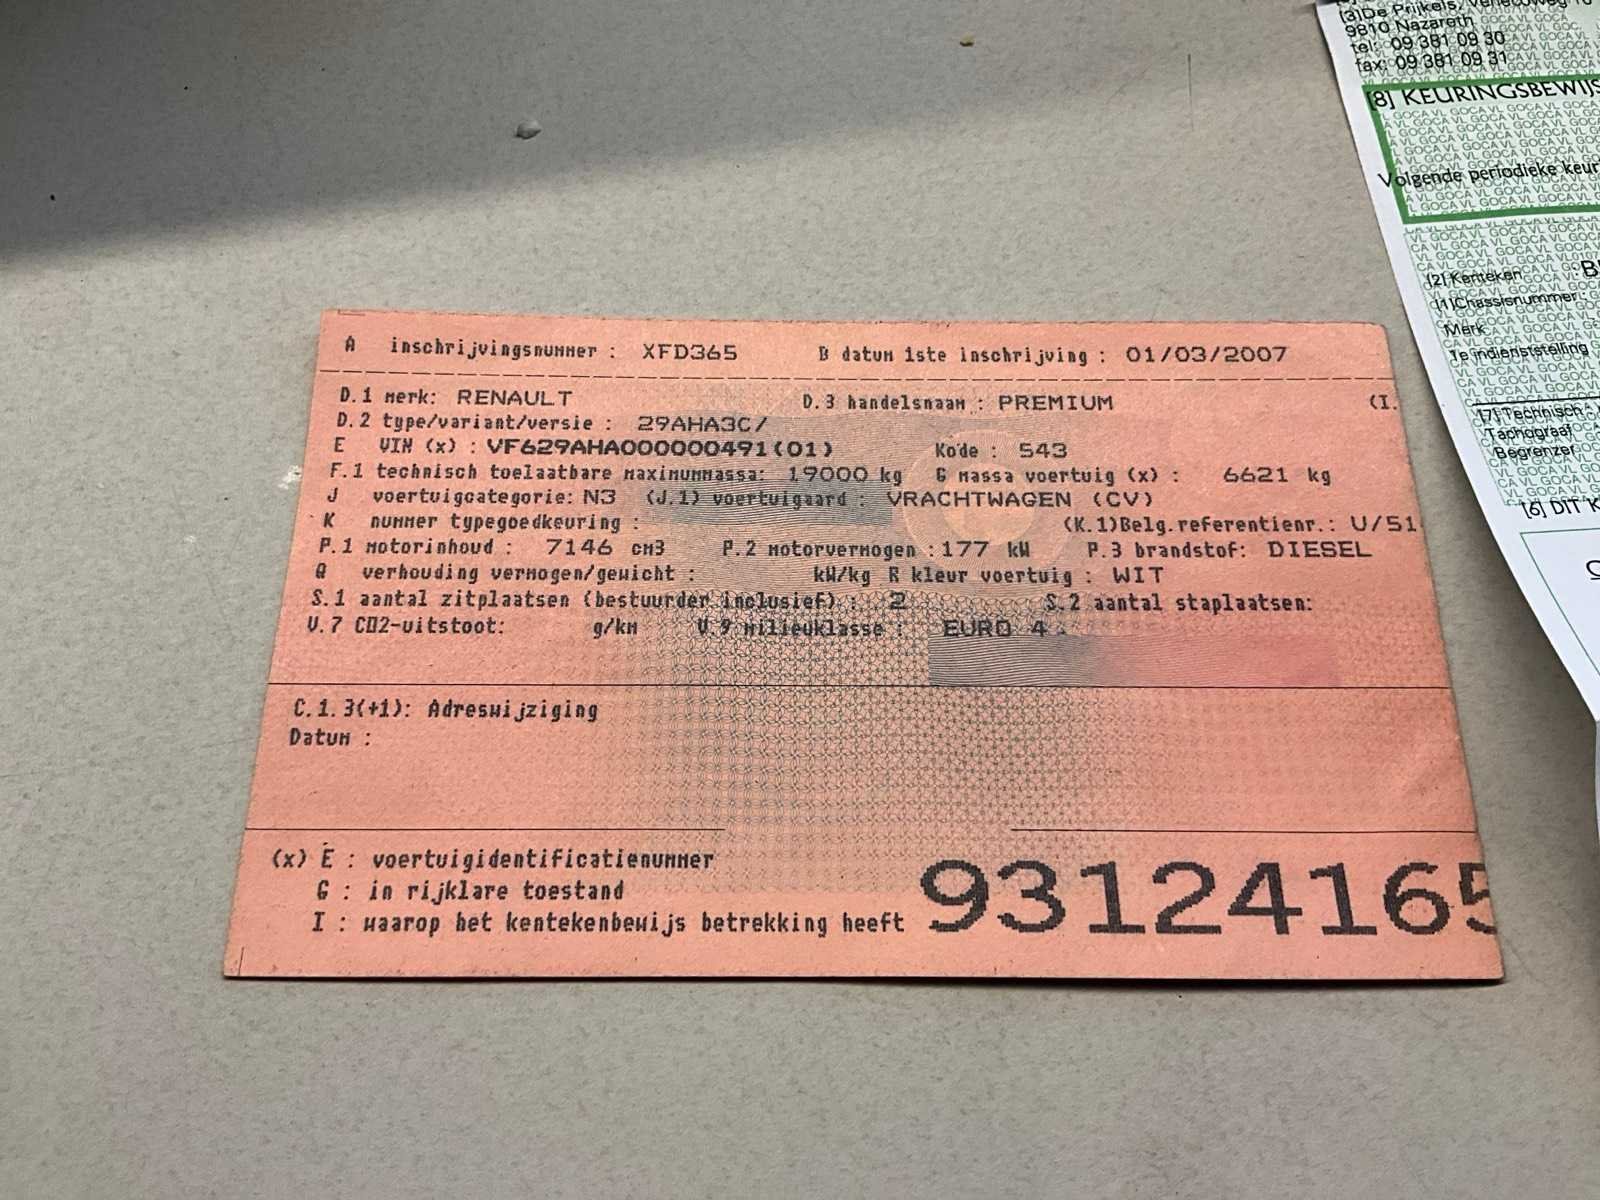 A inschrijvingsnummer : XFD365 B datum 1ste inschrijving : 01/03/2007
D.1 merk: RENAULT D.3 handelsnaam : PREMIUM (I.
D.2 type/variant/versie : 29AHA3C/
E VIN (x) : VF629AHA000000491(01) Kode : 543
F.1 technisch toelaatbare maximummassa: 19000 kg G massa voertuig (x) : 6621 kg
J voertuigcategorie: N3 (J.1) voertuigaard : VRACHTWAGEN (CV)
K nummer typegoedkeuring : (K.1)Belg.referentienr.: U/51
P.1 motorinhoud : 7146 cm3 P.2 motorvermogen : 177 kW P.3 brandstof: DIESEL
Q verhouding vermogen/gewicht : kW/kg R kleur voertuig : WIT
S.1 aantal zitplaatsen (bestuurder inclusief) : 2 S.2 aantal staplaatsen:
V.7 CO2-uitstoot: g/km V.9 milieuklasse : EURO 4
C.1.3(+1): Adreswijziging
Datum :
(x) E : voertuigidentificatienummer
G : in rijklare toestand
I : waarop het kentekenbewijs betrekking heeft
93124165
[3]De Prijkels, Venecoweg
9810 Nazareth
tel: 09 381 09 30
fax: 09 381 09 31
[8] KEURINGSBEWIJS
Volgende periodieke keur
[2] Kenteken : B
[1]Chassisnummer :
Merk
1e indienststelling
[7] Technisch
Tachograaf
Begrenzer
[6] DIT K